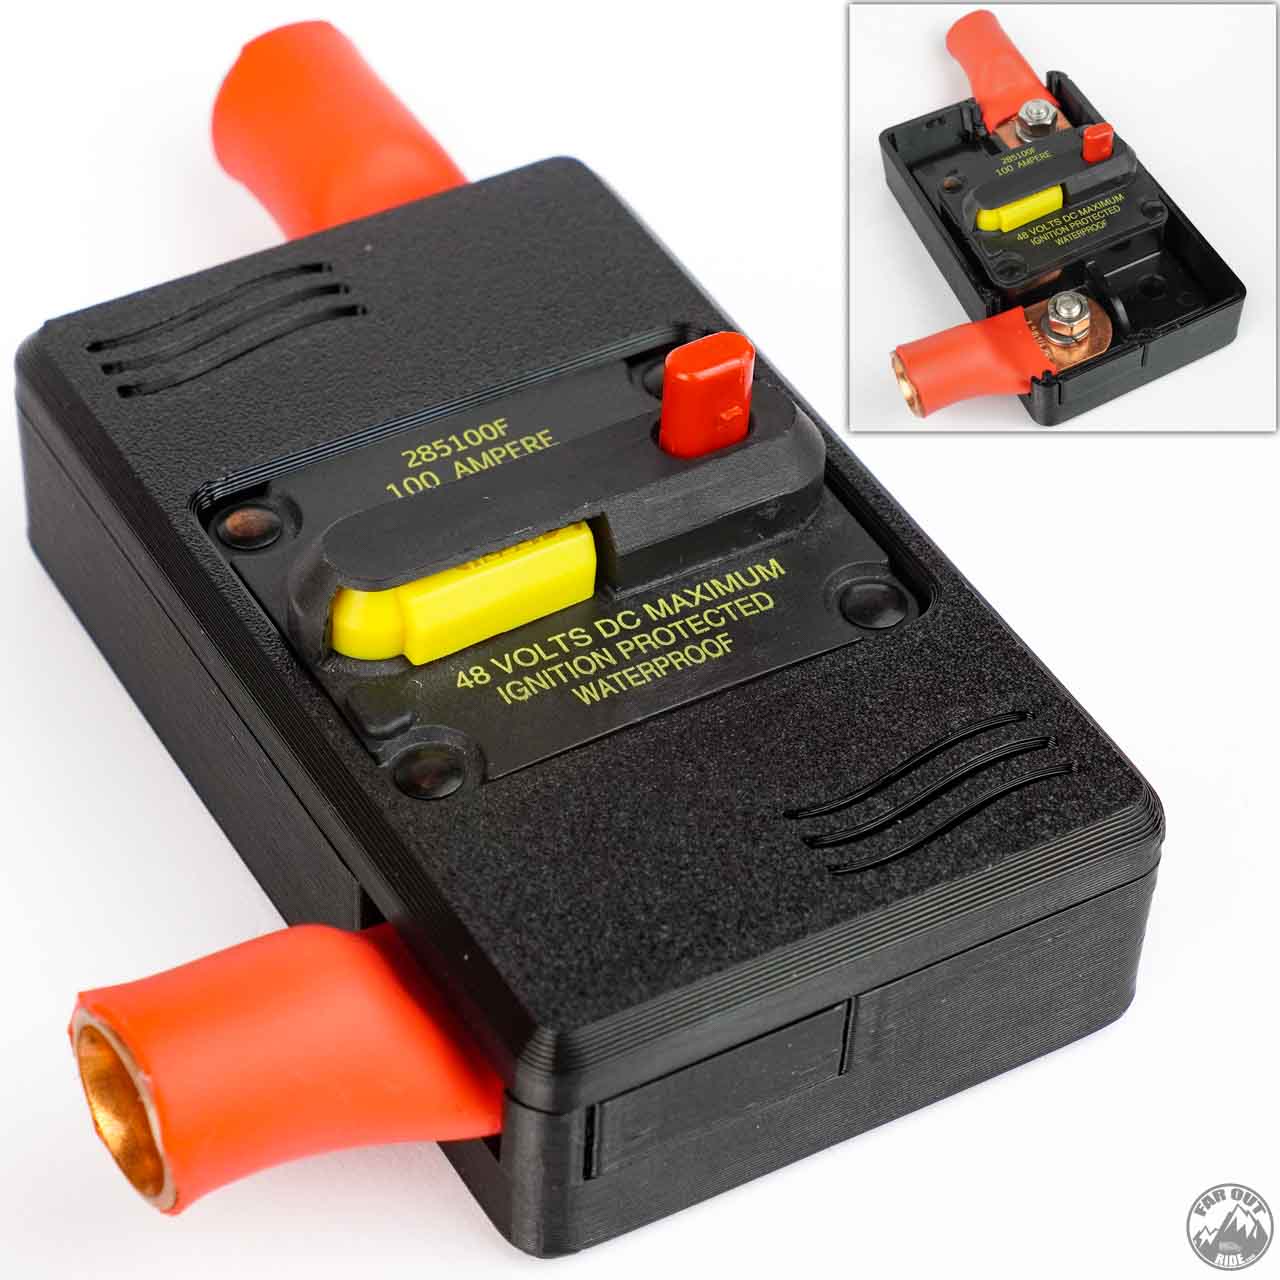 285100F
100 AMPERE
48 VOLTS DC MAXIMUM
IGNITION PROTECTED
WATERPROOF
285100F
100 AMPERE
48 VOLTS DC MAXIMUM
IGNITION PROTECTED
WATERPROOF
FAR OUT
RIDE